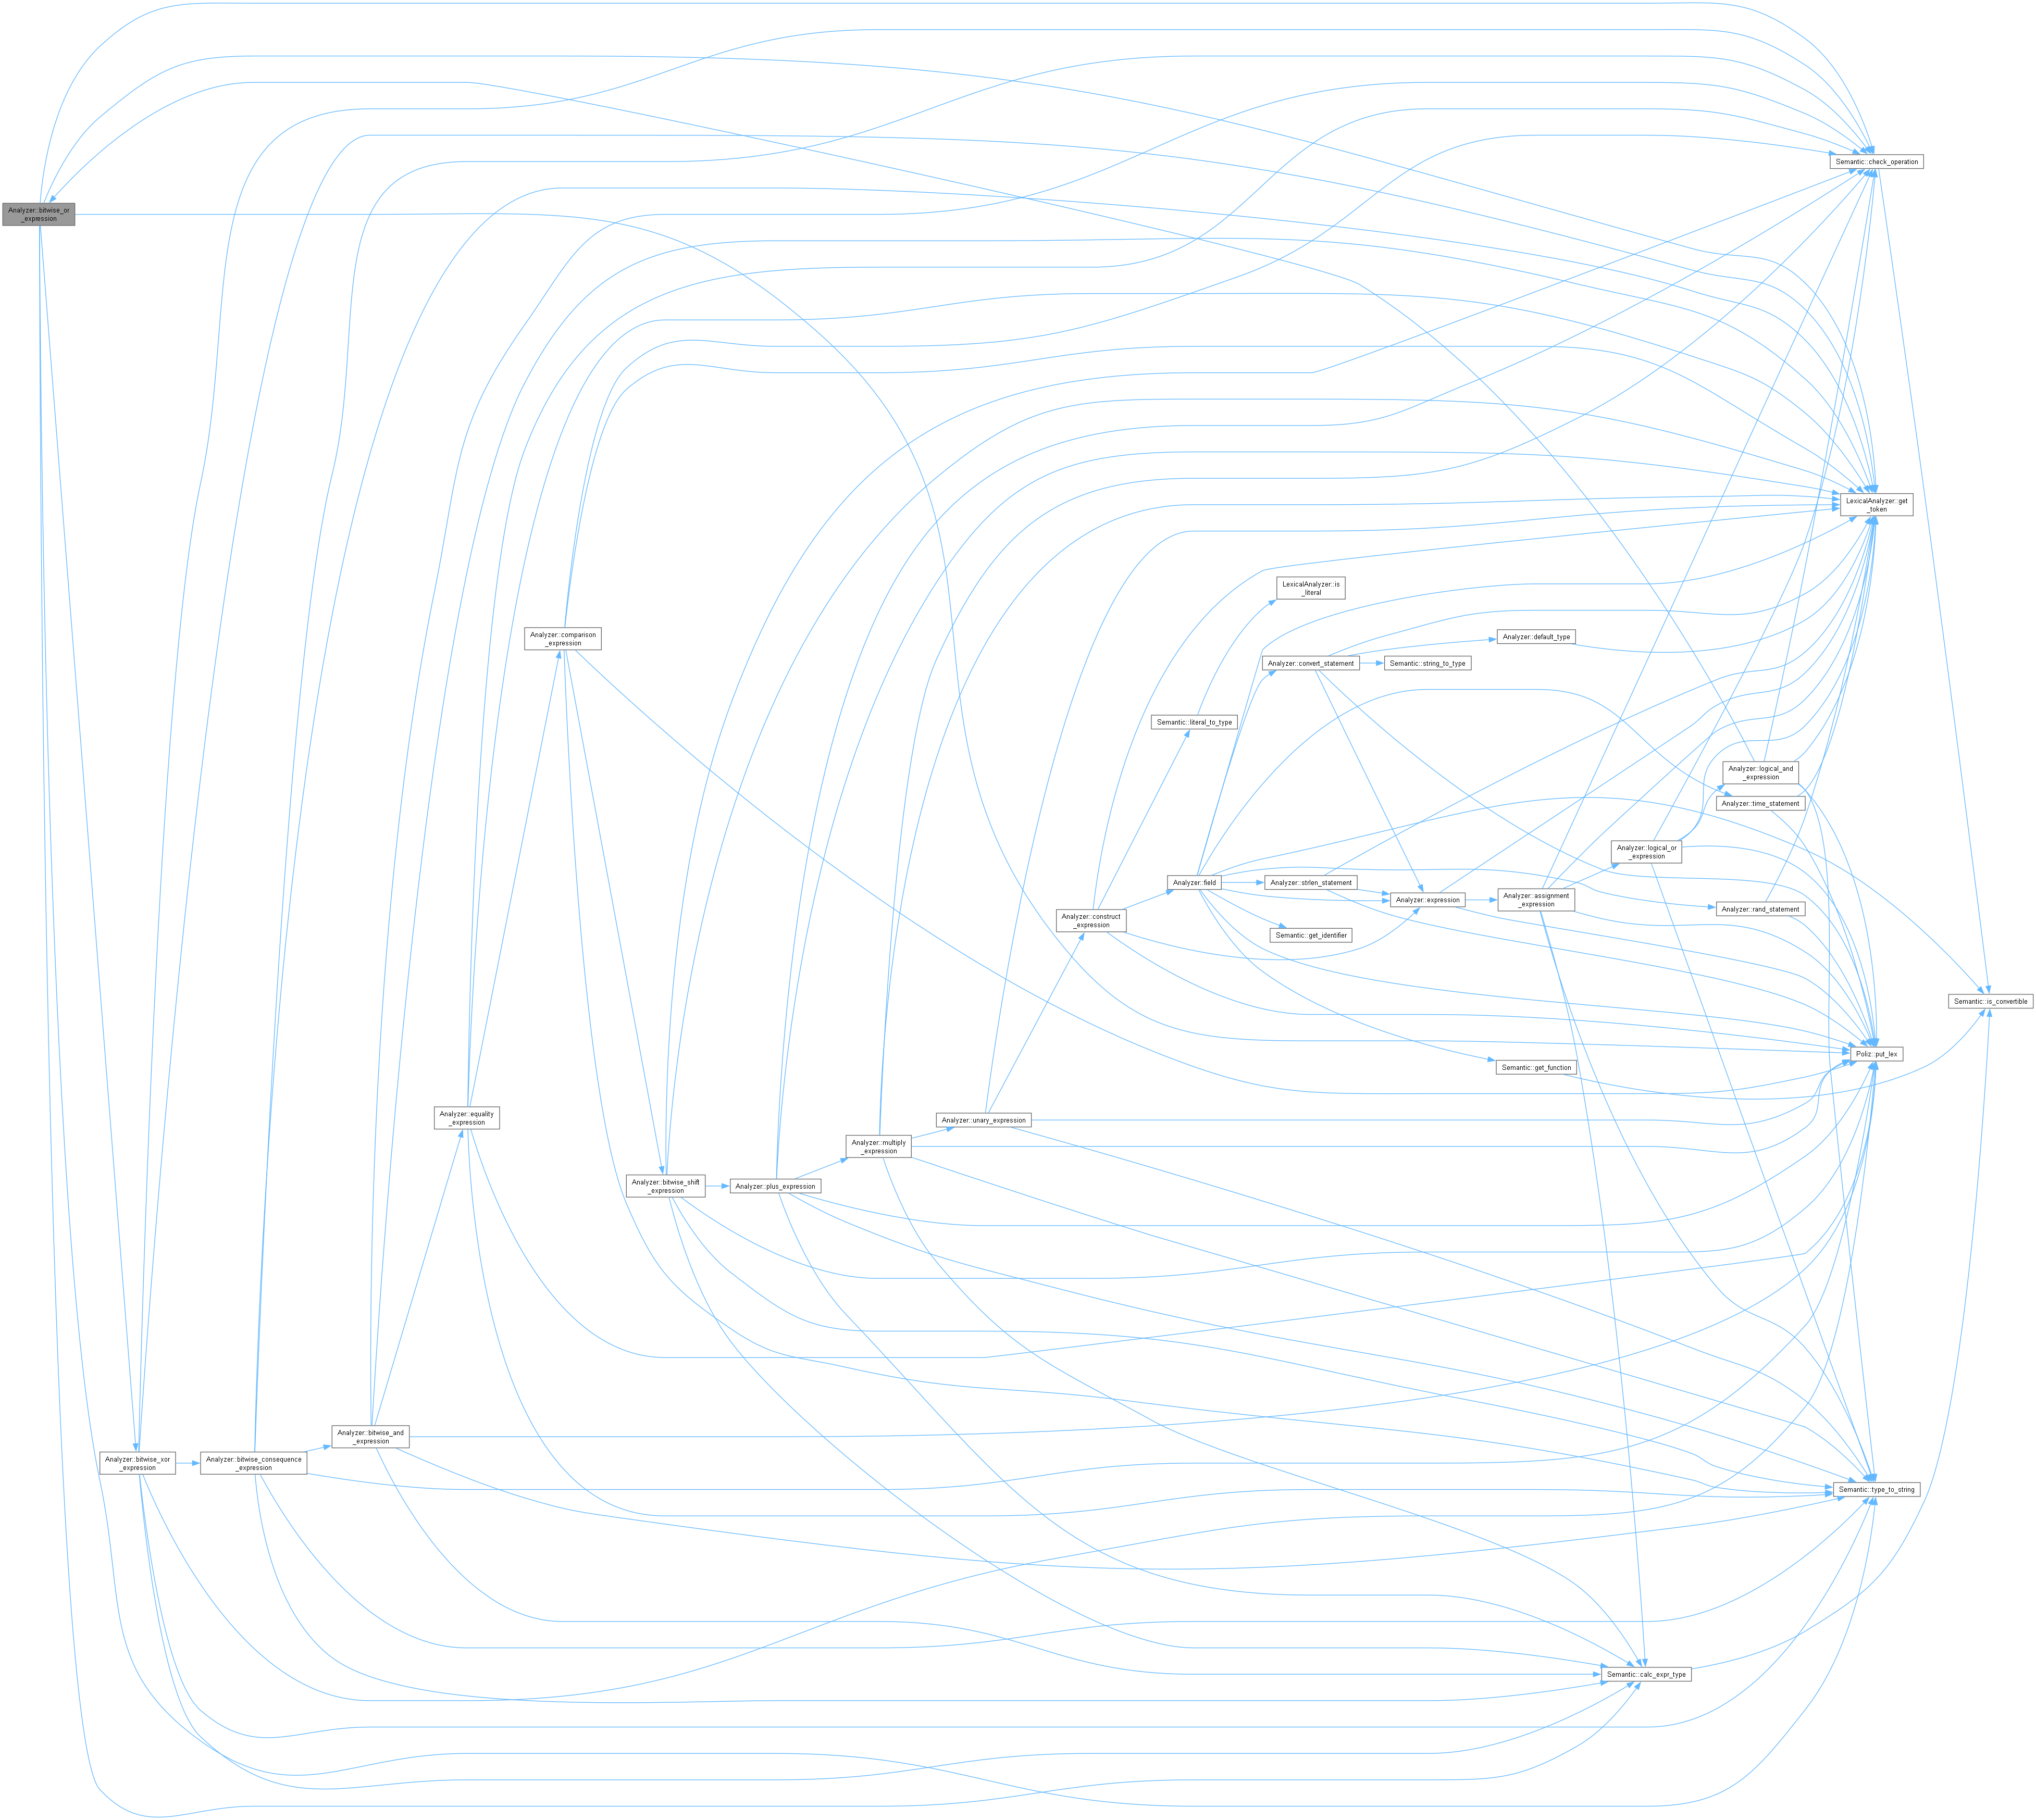 Semantic::check_operation
Analyzer::bitwise_or
_expression
LexicalAnalyzer::get
_token
LexicalAnalyzer::is
_literal
Analyzer::comparison
_expression
Analyzer::default_type
Analyzer::convert_statement
Semantic::string_to_type
Semantic::literal_to_type
Analyzer::logical_and
_expression
Analyzer::time_statement
Analyzer::logical_or
_expression
Analyzer::field
Analyzer::strlen_statement
Analyzer::expression
Analyzer::assignment
_expression
Analyzer::rand_statement
Analyzer::construct
_expression
Semantic::get_identifier
Semantic::is_convertible
Poliz::put_lex
Semantic::get_function
Analyzer::equality
_expression
Analyzer::unary_expression
Analyzer::multiply
_expression
Analyzer::bitwise_shift
_expression
Analyzer::plus_expression
Analyzer::bitwise_and
_expression
Analyzer::bitwise_xor
_expression
Analyzer::bitwise_consequence
_expression
Semantic::type_to_string
Semantic::calc_expr_type